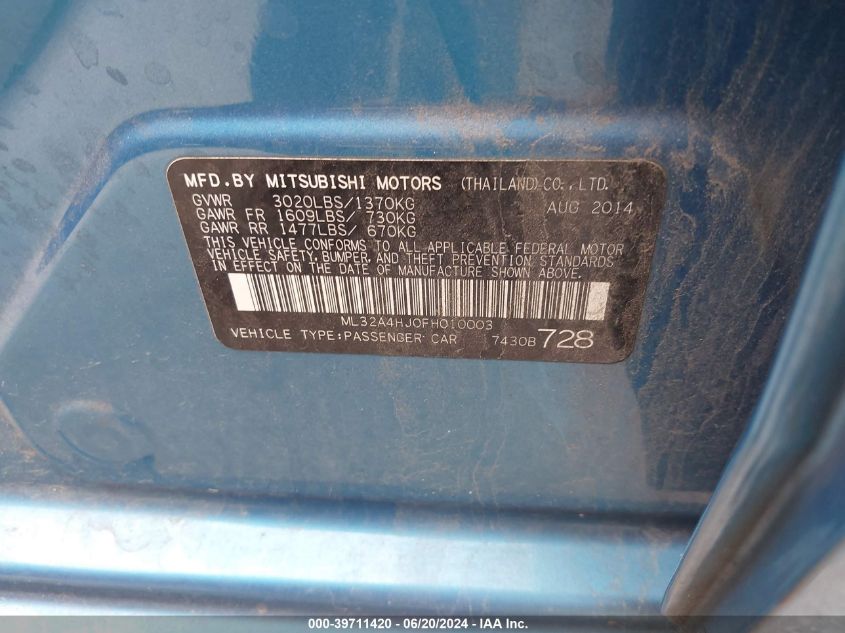 MFD.BY MITSUBISHI MOTORS (THAILAND) CO.,LTD.
GVWR 3020LBS/1370KG AUG 2014
GAWR FR 1609LBS/ 730KG
GAWR RR 1477LBS/ 670KG
THIS VEHICLE CONFORMS TO ALL APPLICABLE FEDERAL MOTOR
VEHICLE SAFETY, BUMPER, AND THEFT PREVENTION STANDARDS
IN EFFECT ON THE DATE OF MANUFACTURE SHOWN ABOVE.
ML32A4HJ0FH010003
VEHICLE TYPE:PASSENGER CAR 7430B 728
000-39711420 - 06/20/2024 - IAA Inc.